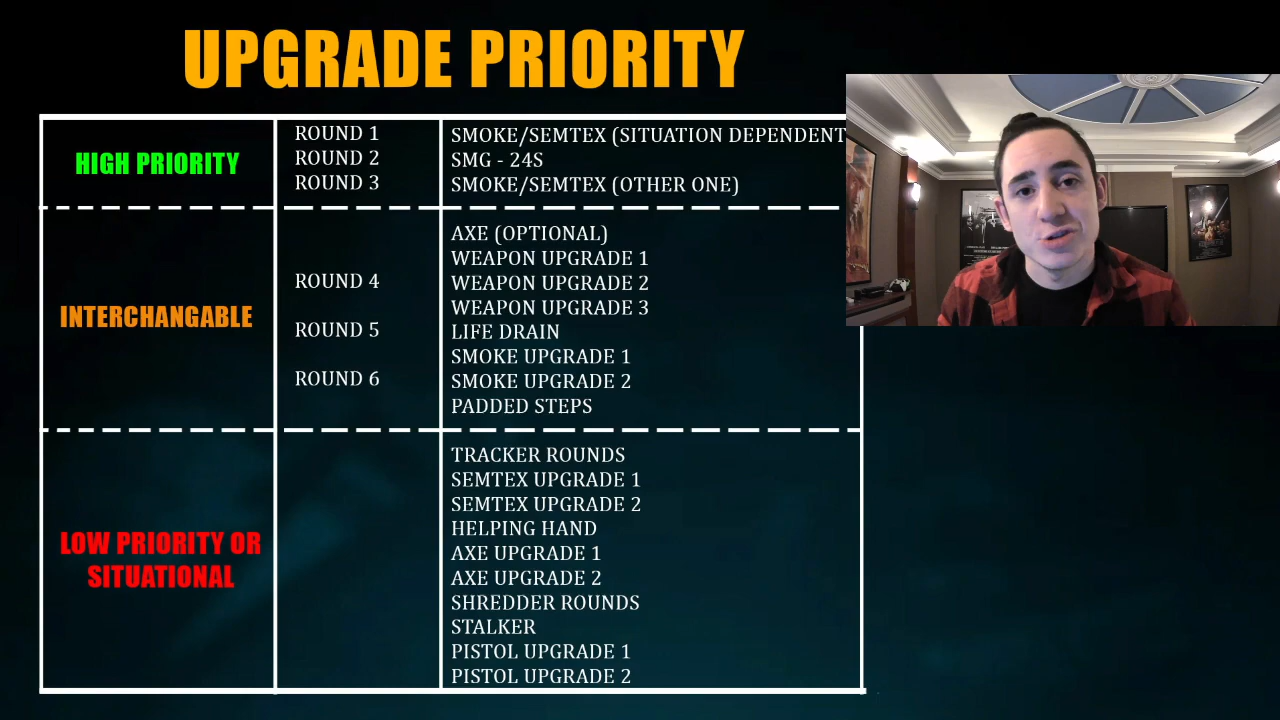 UPGRADE PRIORITY
HIGH PRIORITY
ROUND 1
SMOKE/SEMTEX (SITUATION DEPENDENT
ROUND 2
SMG - 24S
ROUND 3
SMOKE/SEMTEX (OTHER ONE)
INTERCHANGABLE
AXE (OPTIONAL)
WEAPON UPGRADE 1
ROUND 4
WEAPON UPGRADE 2
WEAPON UPGRADE 3
ROUND 5
LIFE DRAIN
SMOKE UPGRADE 1
ROUND 6
SMOKE UPGRADE 2
PADDED STEPS
LOW PRIORITY OR
SITUATIONAL
TRACKER ROUNDS
SEMTEX UPGRADE 1
SEMTEX UPGRADE 2
HELPING HAND
AXE UPGRADE 1
AXE UPGRADE 2
SHREDDER ROUNDS
STALKER
PISTOL UPGRADE 1
PISTOL UPGRADE 2